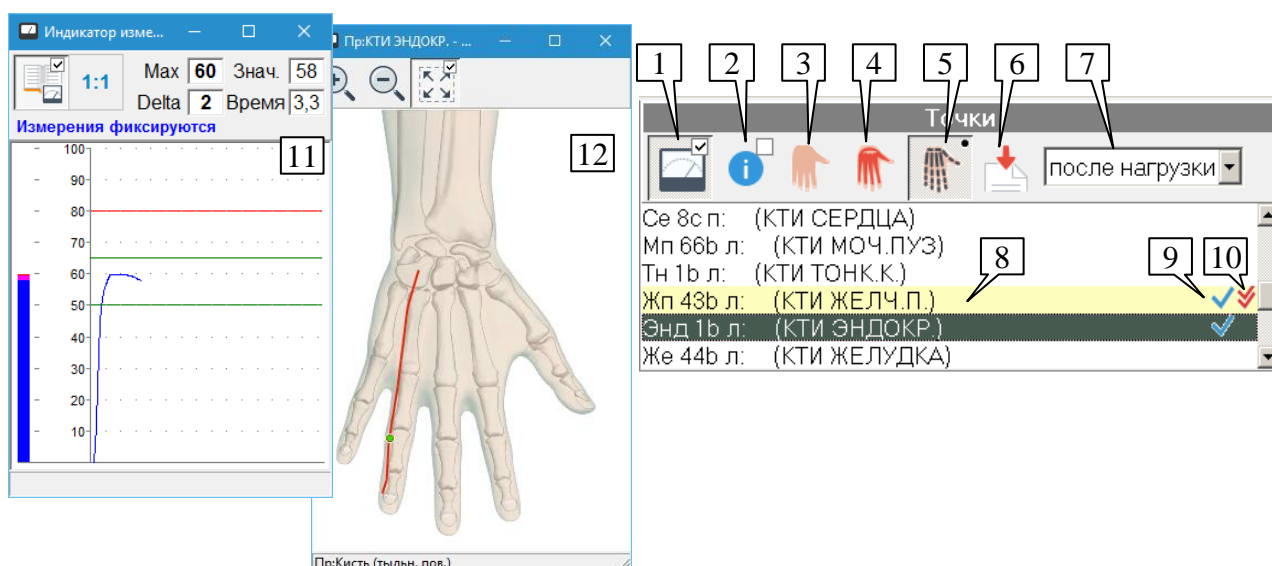 Индикатор изме...
1:1
Max 60 Знач. 58
Delta 2 Время 3,3
Измерения фиксируются
11
100
90
80
70
60
50
40
30
20
10
Пр:КТИ ЭНДОКР. - ...
12
Пр:Кисть (тыльн. пов.)
1 2 3 4 5 6 7
Точки
после нагрузки
Се 8с п: (КТИ СЕРДЦА)
Мп 66b л: (КТИ МОЧ.ПУЗ)
Тн 1b л: (КТИ ТОНК.К.)
8 9 10
Жп 43b л: (КТИ ЖЕЛЧ.П.)
Энд 1b л: (КТИ ЭНДОКР.)
Же 44b л: (КТИ ЖЕЛУДКА)